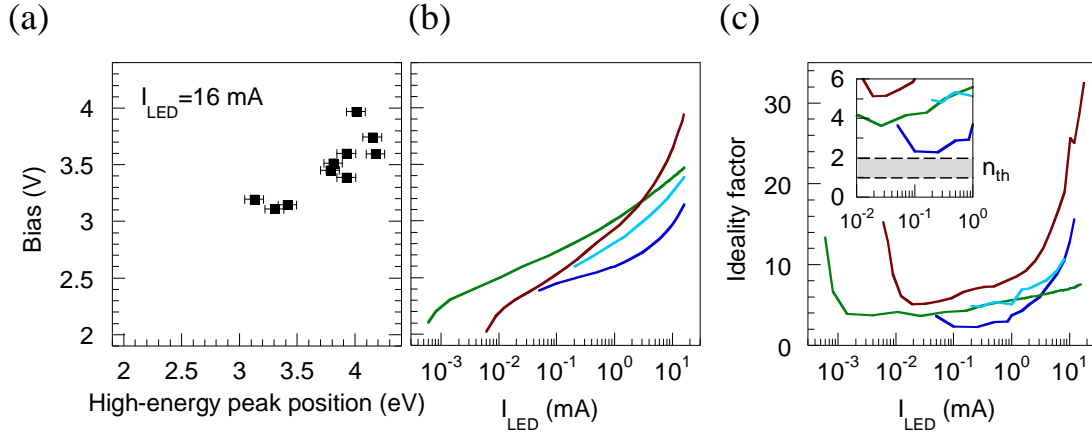 (a)
I_LED=16 mA
4
3.5
3
2.5
2
Bias (V)
2 2.5 3 3.5 4
High-energy peak position (eV)
(b)
10^-3 10^-2 10^-1 10^0 10^1
I_LED (mA)
(c)
30
20
10
0
Ideality factor
6
4
2
0
n_th
10^-2 10^-1 10^0
10^-3 10^-2 10^-1 10^0 10^1
I_LED (mA)